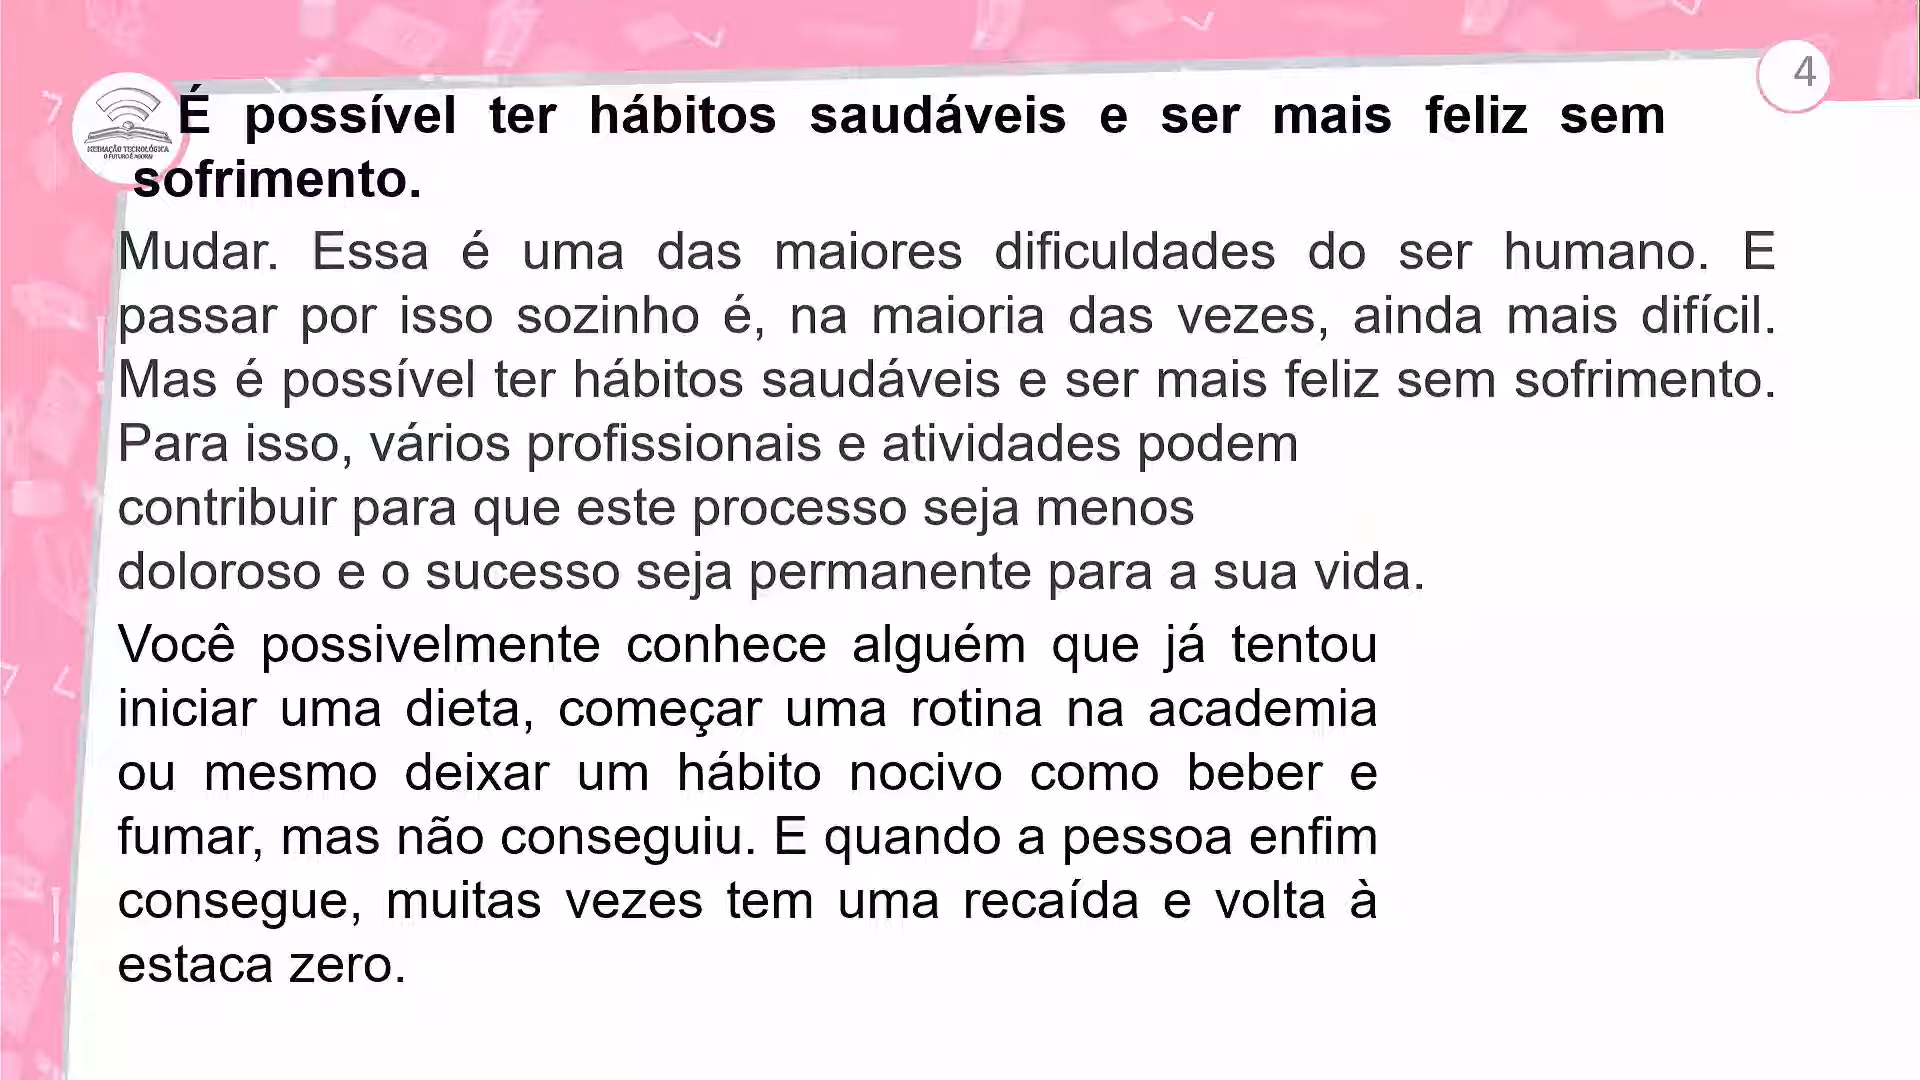 4
MEDIAÇÃO TECNOLÓGICA
O FUTURO É AGORA!
É possível ter hábitos saudáveis e ser mais feliz sem
sofrimento.
Mudar. Essa é uma das maiores dificuldades do ser humano. E
passar por isso sozinho é, na maioria das vezes, ainda mais difícil.
Mas é possível ter hábitos saudáveis e ser mais feliz sem sofrimento.
Para isso, vários profissionais e atividades podem
contribuir para que este processo seja menos
doloroso e o sucesso seja permanente para a sua vida.
Você possivelmente conhece alguém que já tentou
iniciar uma dieta, começar uma rotina na academia
ou mesmo deixar um hábito nocivo como beber e
fumar, mas não conseguiu. E quando a pessoa enfim
consegue, muitas vezes tem uma recaída e volta à
estaca zero.